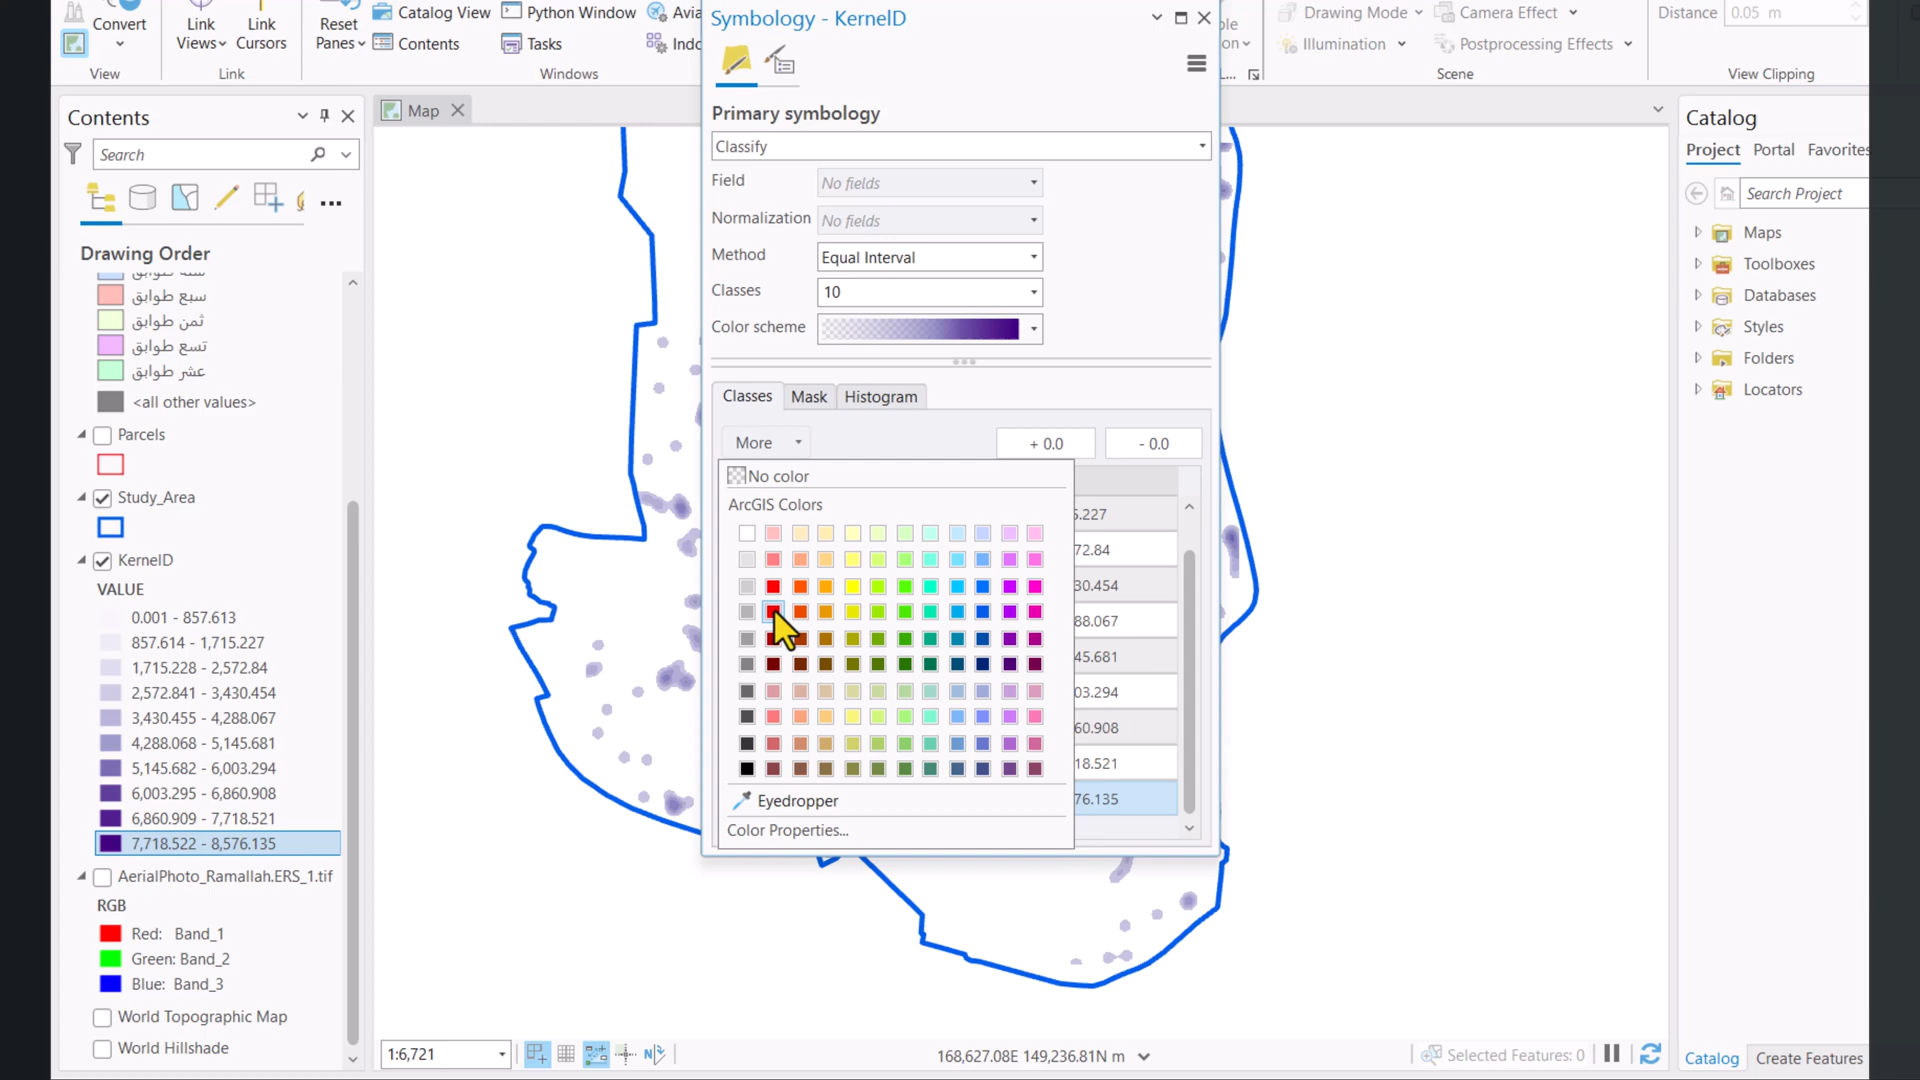 Convert
Link
Views
Link
Cursors
Reset
Panes
Catalog View
Contents
Python Window
Tasks
View
Link
Windows
Drawing Mode
Camera Effect
Illumination
Postprocessing Effects
Scene
Distance
0.05 m
View Clipping
Symbology - KernelD
Primary symbology
Classify
Field
No fields
Normalization
No fields
Method
Equal Interval
Classes
10
Color scheme
Classes
Mask
Histogram
More
+ 0.0
- 0.0
No color
ArcGIS Colors
5.227
72.84
30.454
88.067
45.681
03.294
60.908
18.521
76.135
Eyedropper
Color Properties...
Contents
Search
Drawing Order
ستة طوابق
سبع طوابق
ثمن طوابق
تسع طوابق
عشر طوابق
<all other values>
Parcels
Study_Area
KernelD
VALUE
0.001 - 857.613
857.614 - 1,715.227
1,715.228 - 2,572.84
2,572.841 - 3,430.454
3,430.455 - 4,288.067
4,288.068 - 5,145.681
5,145.682 - 6,003.294
6,003.295 - 6,860.908
6,860.909 - 7,718.521
7,718.522 - 8,576.135
AerialPhoto_Ramallah.ERS_1.tif
RGB
Red: Band_1
Green: Band_2
Blue: Band_3
World Topographic Map
World Hillshade
Map
1:6,721
168,627.08E 149,236.81N m
Selected Features: 0
Catalog
Project
Portal
Favorites
Search Project
Maps
Toolboxes
Databases
Styles
Folders
Locators
Catalog
Create Features